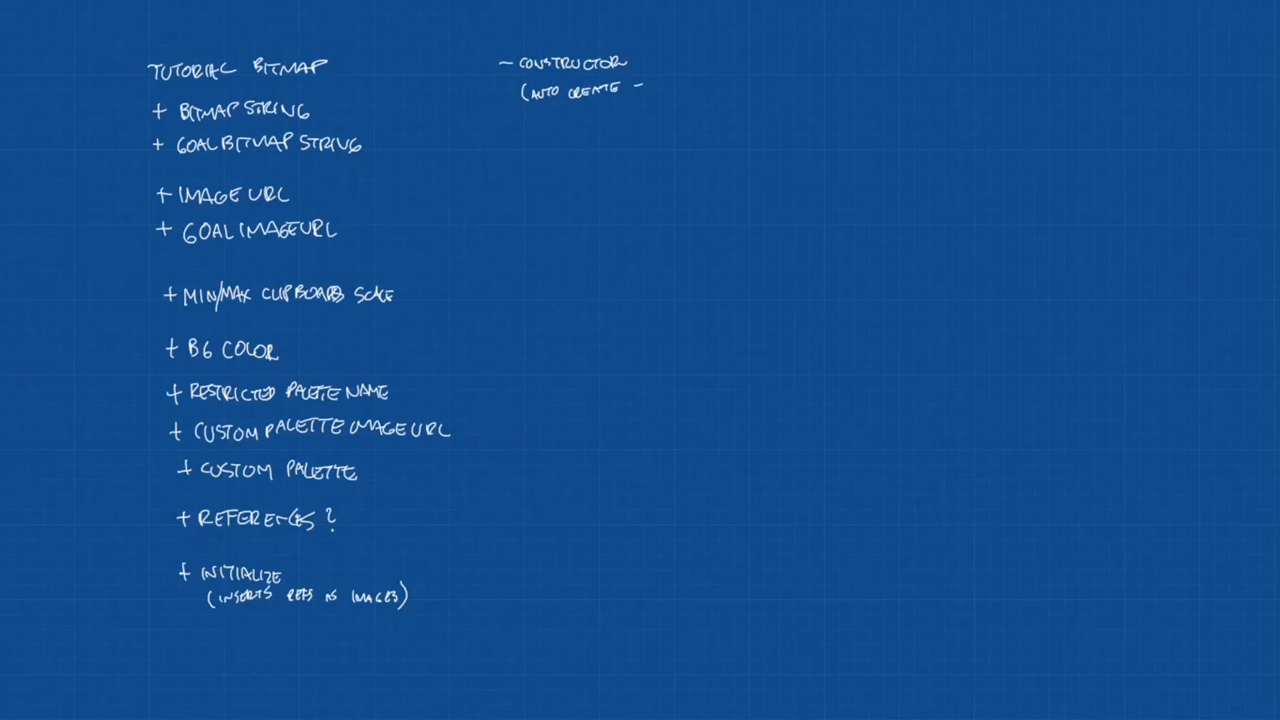 TUTORIAL BITMAP
+ BITMAP STRING
+ GOAL BITMAP STRING
+ IMAGE URL
+ GOAL IMAGE URL
+ MIN/MAX CLIPBOARD SCALE
+ BG COLOR
+ RESTRICTED PALETTE NAME
+ CUSTOM PALETTE IMAGE URL
+ CUSTOM PALETTE
+ REFERENCES ?
+ INITIALIZE
(INSERTS REFS AS IMAGES)
- CONSTRUCTOR
(AUTO CREATE -